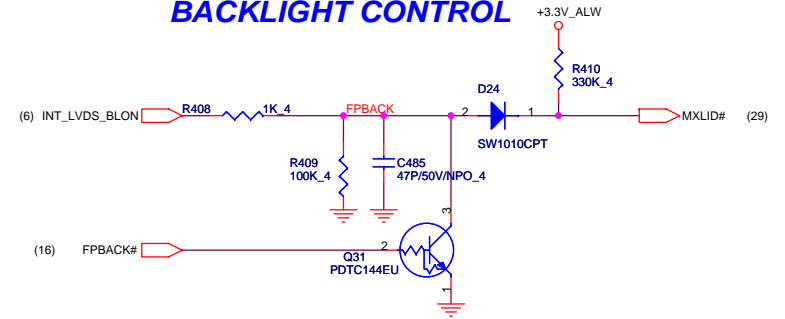 BACKLIGHT CONTROL
+3.3V_ALW
R410
330K_4
D24
(6) INT_LVDS_BLON R408 1K_4 FPBACK 2 1 MXLID# (29)
SW1010CPT
R409
100K_4
C485
47P/50V/NPO_4
3
(16) FPBACK# 2
Q31
PDTC144EU
1